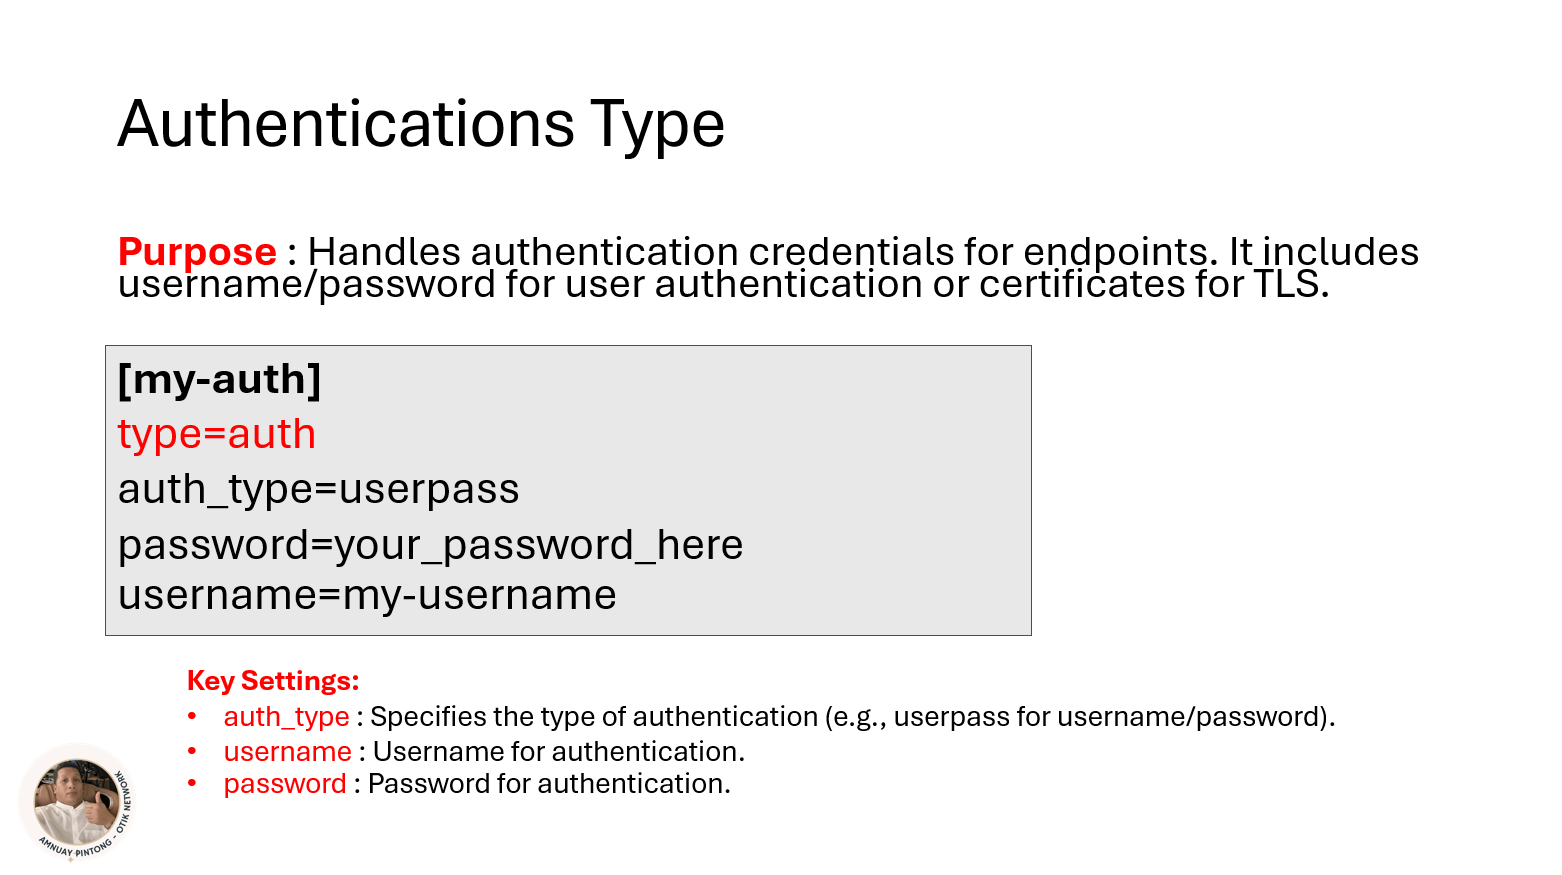 Authentications Type
Purpose : Handles authentication credentials for endpoints. It includes
username/password for user authentication or certificates for TLS.
[my-auth]
type=auth
auth_type=userpass
password=your_password_here
username=my-username
Key Settings:
• auth_type : Specifies the type of authentication (e.g., userpass for username/password).
• username : Username for authentication.
• password : Password for authentication.
AMNUAY PINTONG - OTIK NETWORK